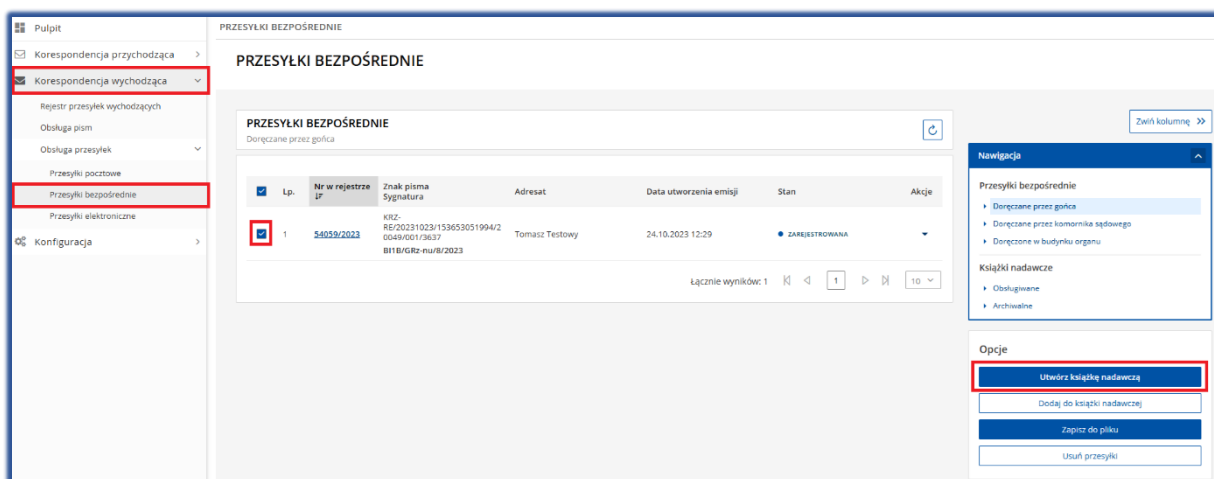 Pulpit
Korespondencja przychodząca
Korespondencja wychodząca
Rejestr przesyłek wychodzących
Obsługa pism
Obsługa przesyłek
Przesyłki pocztowe
Przesyłki bezpośrednie
Przesyłki elektroniczne
Konfiguracja
PRZESYŁKI BEZPOŚREDNIE
PRZESYŁKI BEZPOŚREDNIE
PRZESYŁKI BEZPOŚREDNIE
Doręczane przez gońca
Lp. Nr w rejestrze Znak pisma Sygnatura Adresat Data utworzenia emisji Stan Akcje
1 54059/2023 KRZ-
RE/20231023/153653051994/2
0049/001/3637
BI1B/GRz-nu/8/2023
Tomasz Testowy 24.10.2023 12:29 ZAREJESTROWANA
Łącznie wyników: 1 1 10
Zwiń kolumnę
Nawigacja
Przesyłki bezpośrednie
Doręczane przez gońca
Doręczane przez komornika sądowego
Doręczone w budynku organu
Książki nadawcze
Obsługiwane
Archiwalne
Opcje
Utwórz książkę nadawczą
Dodaj do książki nadawczej
Zapisz do pliku
Usuń przesyłki